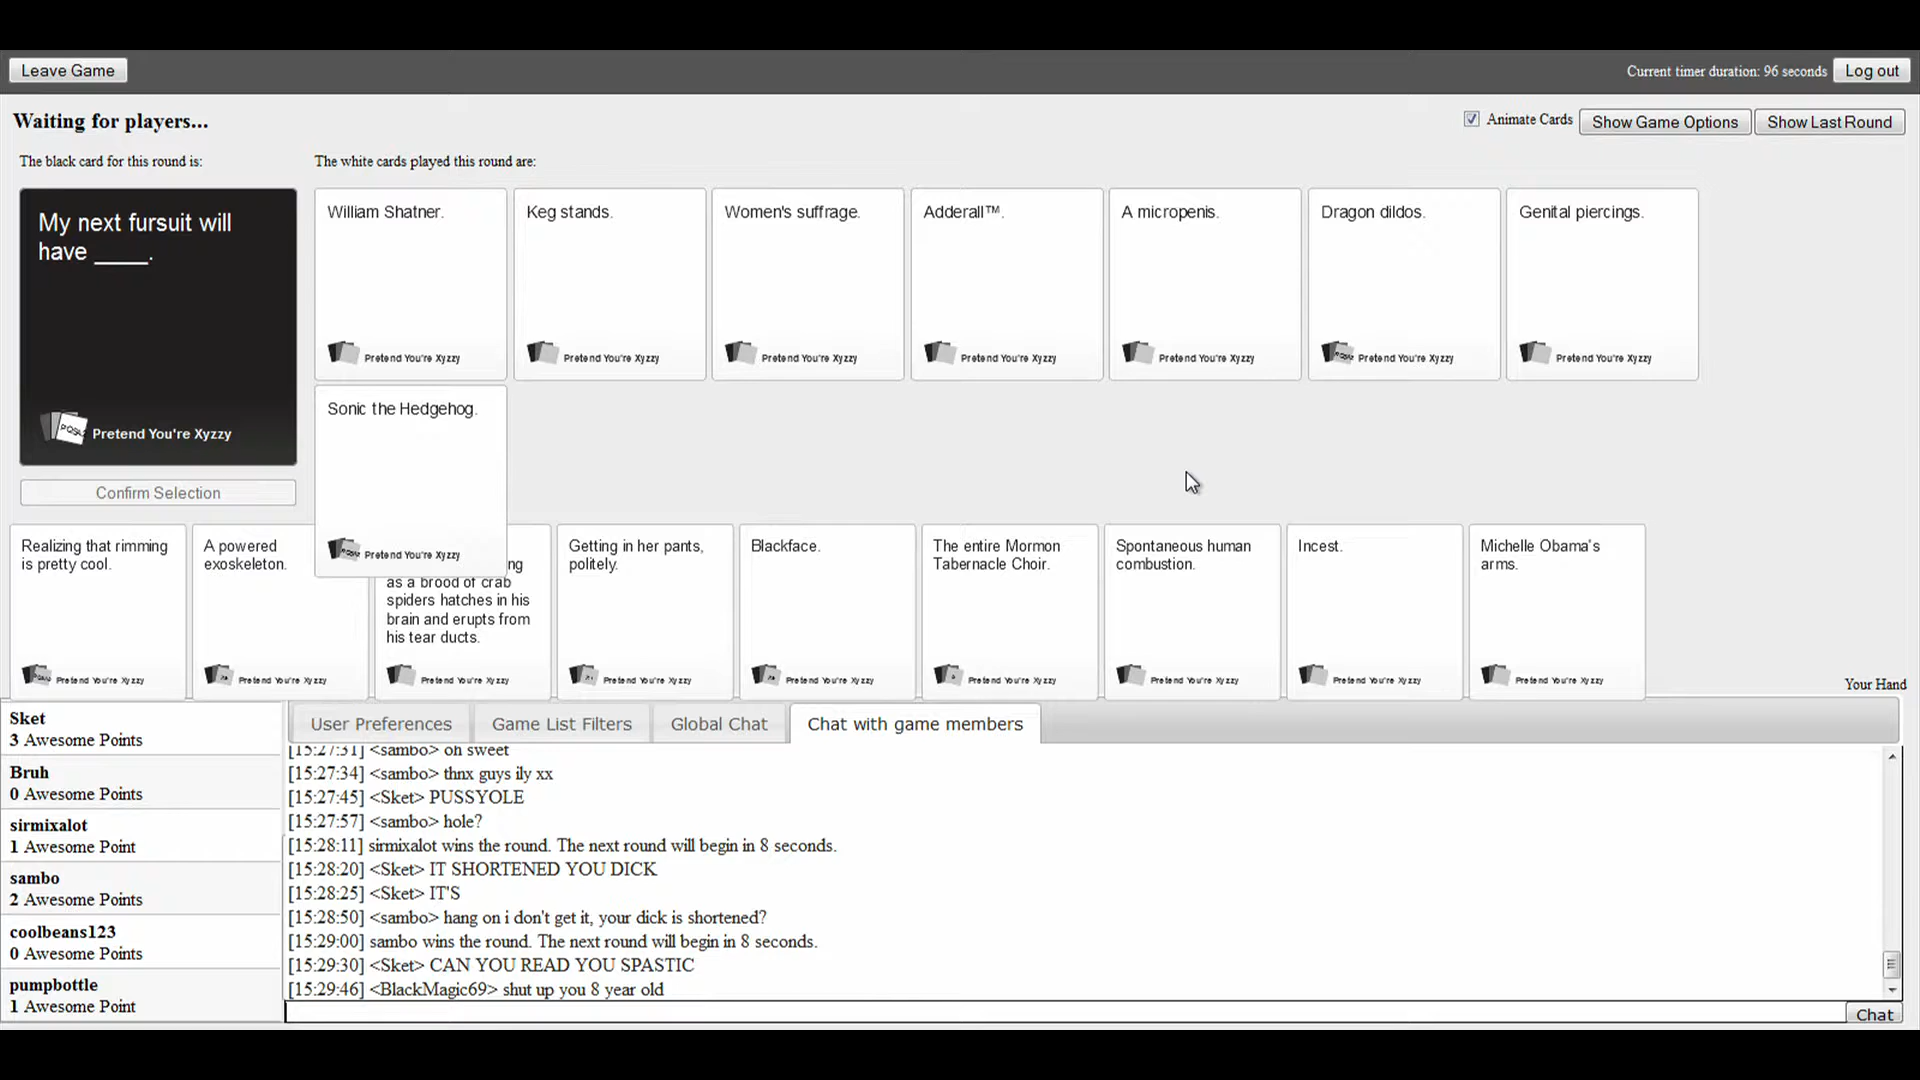 Leave Game
Current timer duration: 96 seconds
Log out
Waiting for players...
Animate Cards
Show Game Options
Show Last Round
The black card for this round is:
The white cards played this round are:
My next fursuit will
have _____.
Pretend You're Xyzzy
Confirm Selection
William Shatner.
Pretend You're Xyzzy
Keg stands.
Pretend You're Xyzzy
Women's suffrage.
Pretend You're Xyzzy
Adderall™.
Pretend You're Xyzzy
A micropenis.
Pretend You're Xyzzy
Dragon dildos.
Pretend You're Xyzzy
Genital piercings.
Pretend You're Xyzzy
Sonic the Hedgehog.
Pretend You're Xyzzy
Realizing that rimming
is pretty cool.
Pretend You're Xyzzy
A powered
exoskeleton.
Pretend You're Xyzzy
as a brood of crab
spiders hatches in his
brain and erupts from
his tear ducts.
Pretend You're Xyzzy
Getting in her pants,
politely.
Pretend You're Xyzzy
Blackface.
Pretend You're Xyzzy
The entire Mormon
Tabernacle Choir.
Pretend You're Xyzzy
Spontaneous human
combustion.
Pretend You're Xyzzy
Incest.
Pretend You're Xyzzy
Michelle Obama's
arms.
Pretend You're Xyzzy
Your Hand
Sket
3 Awesome Points
Bruh
0 Awesome Points
sirmixalot
1 Awesome Point
sambo
2 Awesome Points
coolbeans123
0 Awesome Points
pumpbottle
1 Awesome Point
User Preferences
Game List Filters
Global Chat
Chat with game members
[15:27:31] <sambo> oh sweet
[15:27:34] <sambo> thnx guys ily xx
[15:27:45] <Sket> PUSSYOLE
[15:27:57] <sambo> hole?
[15:28:11] sirmixalot wins the round. The next round will begin in 8 seconds.
[15:28:20] <Sket> IT SHORTENED YOU DICK
[15:28:25] <Sket> IT'S
[15:28:50] <sambo> hang on i don't get it, your dick is shortened?
[15:29:00] sambo wins the round. The next round will begin in 8 seconds.
[15:29:30] <Sket> CAN YOU READ YOU SPASTIC
[15:29:46] <BlackMagic69> shut up you 8 year old
Chat